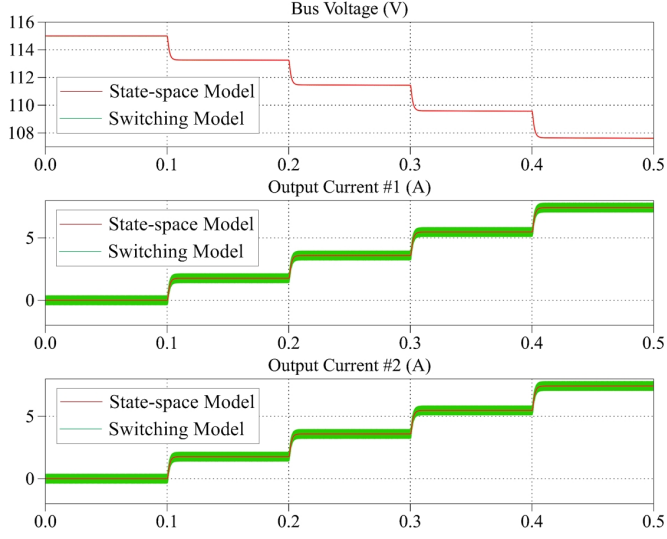 Bus Voltage (V)
116
114
112
110
108
State-space Model
Switching Model
0.0 0.1 0.2 0.3 0.4 0.5
Output Current #1 (A)
5
0
State-space Model
Switching Model
0.0 0.1 0.2 0.3 0.4 0.5
Output Current #2 (A)
5
0
State-space Model
Switching Model
0.0 0.1 0.2 0.3 0.4 0.5